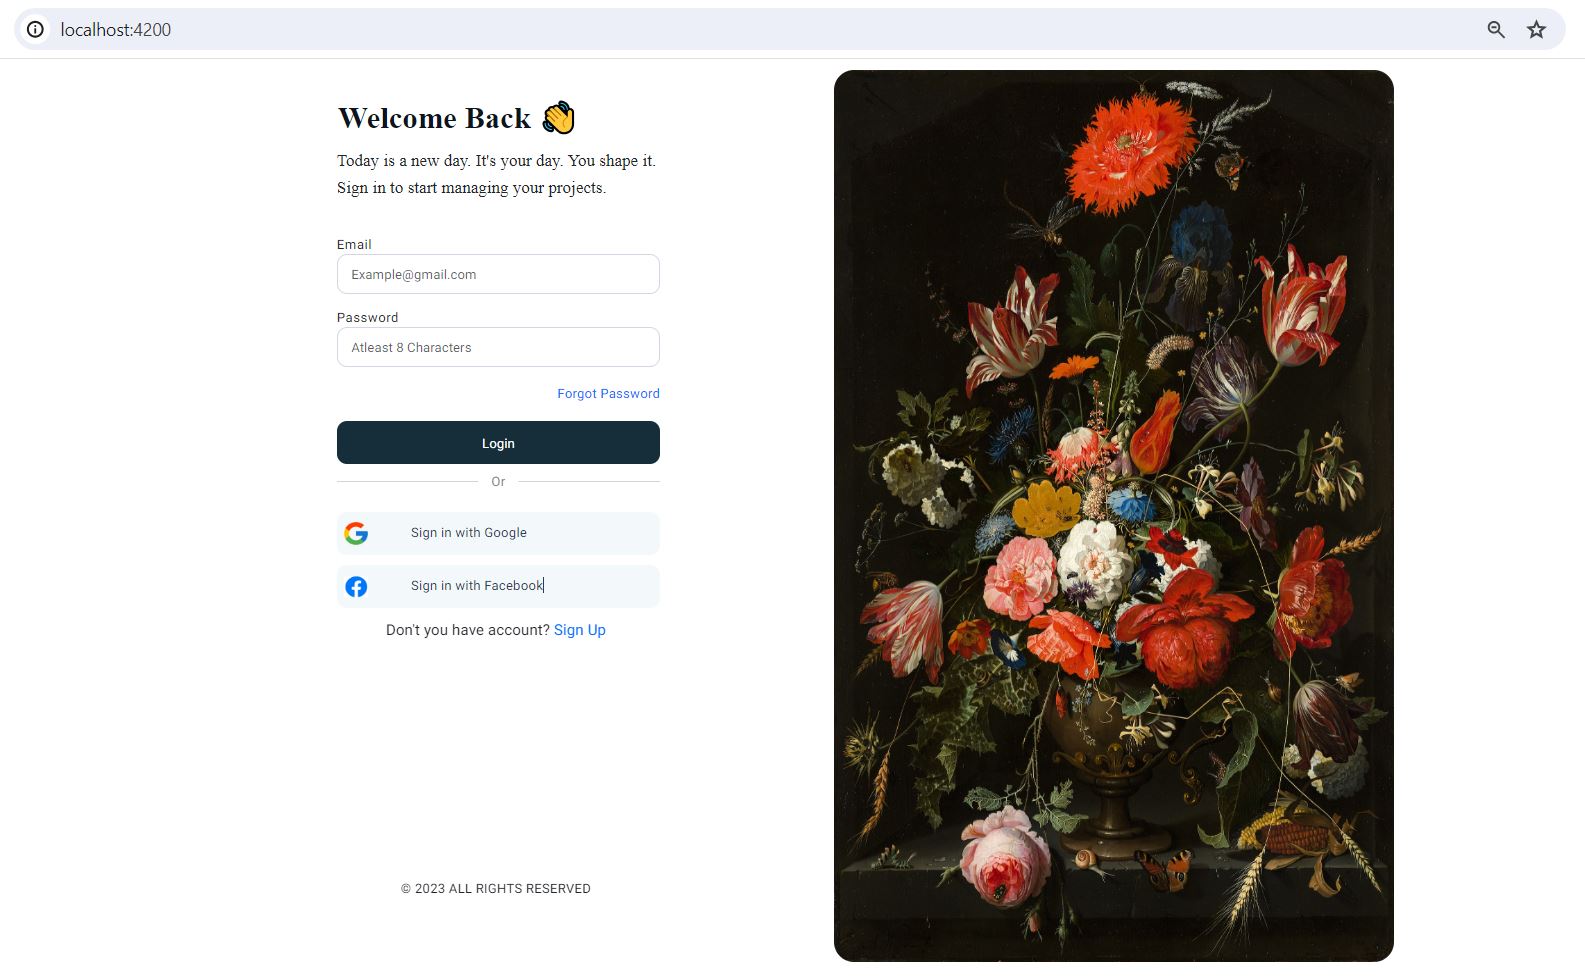 localhost:4200
Welcome Back 👋
Today is a new day. It's your day. You shape it.
Sign in to start managing your projects.
Email
Example@gmail.com
Password
Atleast 8 Characters
Forgot Password
Login
Or
Sign in with Google
Sign in with Facebook
Don't you have account? Sign Up
© 2023 ALL RIGHTS RESERVED